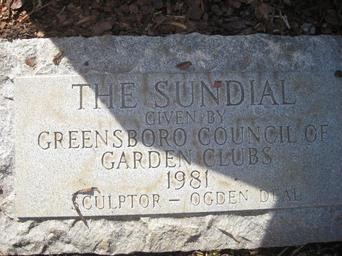 THE SUNDIAL
GIVEN BY
GREENSBORO COUNCIL OF
GARDEN CLUBS
1981
SCULPTOR - OGDEN DEAL